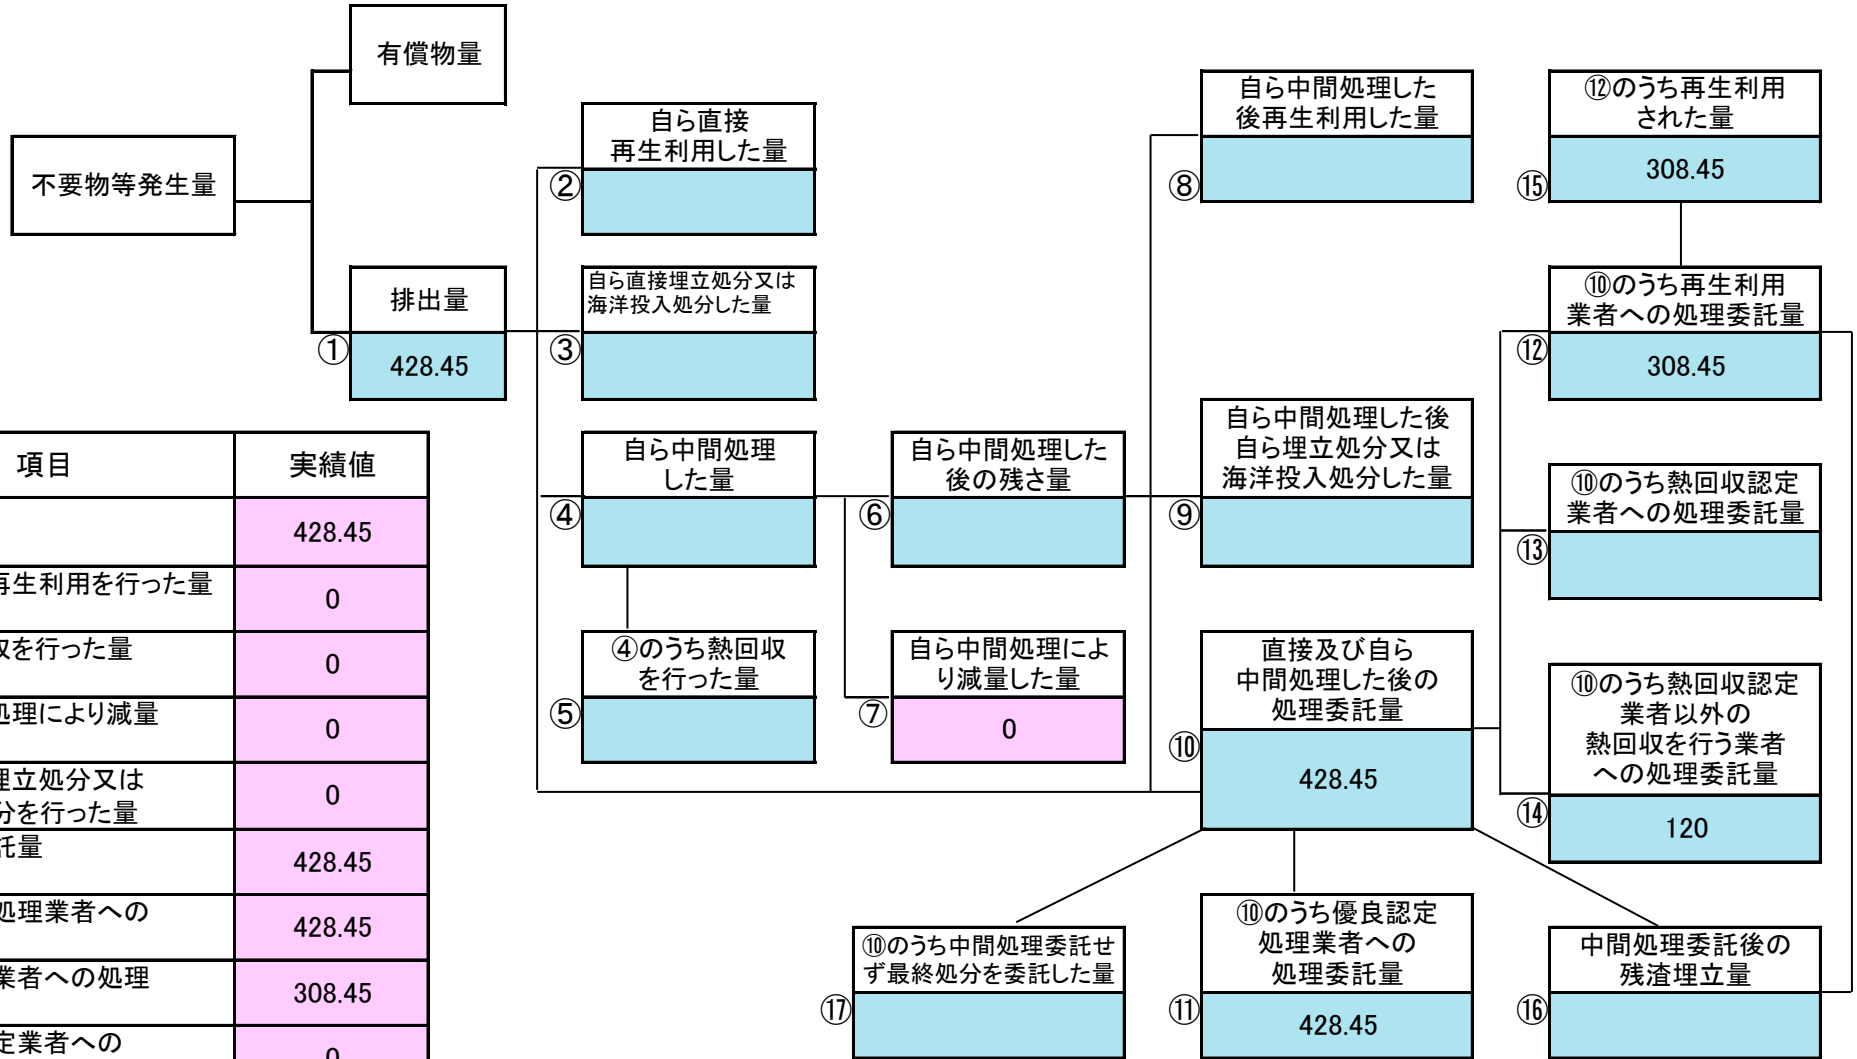 有償物量
不要物等発生量
排出量
①
428.45
自ら直接
再生利用した量
②
自ら直接埋立処分又は
海洋投入処分した量
③
自ら中間処理
した量
④
④のうち熱回収
を行った量
⑤
自ら中間処理した
後の残さ量
⑥
自ら中間処理によ
り減量した量
⑦
0
自ら中間処理した
後再生利用した量
⑧
自ら中間処理した後
自ら埋立処分又は
海洋投入処分した量
⑨
直接及び自ら
中間処理した後の
処理委託量
⑩
428.45
⑫のうち再生利用
された量
⑮
308.45
⑩のうち再生利用
業者への処理委託量
⑫
308.45
⑩のうち熱回収認定
業者への処理委託量
⑬
⑩のうち熱回収認定
業者以外の
熱回収を行う業者
への処理委託量
⑭
120
⑩のうち中間処理委託せ
ず最終処分を委託した量
⑰
⑩のうち優良認定
処理業者への
処理委託量
⑪
428.45
中間処理委託後の
残渣埋立量
⑯
項目 実績値
428.45
再生利用を行った量
0
を行った量
0
処理により減量
0
埋立処分又は
分を行った量
0
託量
428.45
処理業者への
428.45
業者への処理
308.45
定業者への
0